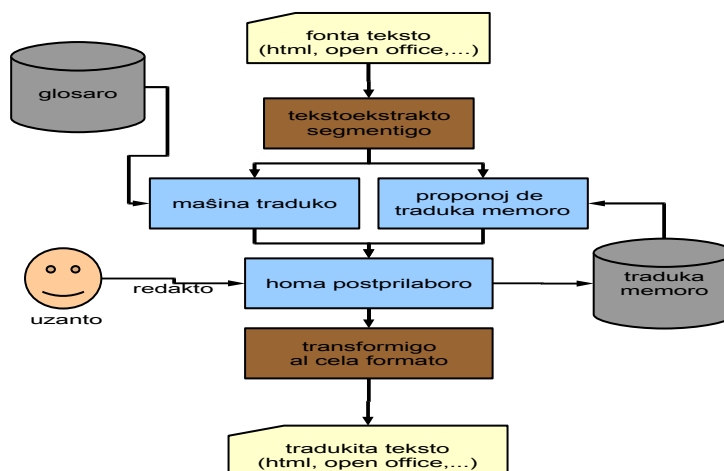 fonta teksto
(html, open office,...)
glosaro
tekstoekstrakto
segmentigo
maŝina traduko
proponoj de
traduka memoro
uzanto
redakto
homa postprilaboro
traduka
memoro
transformigo
al cela formato
tradukita teksto
(html, open office,...)